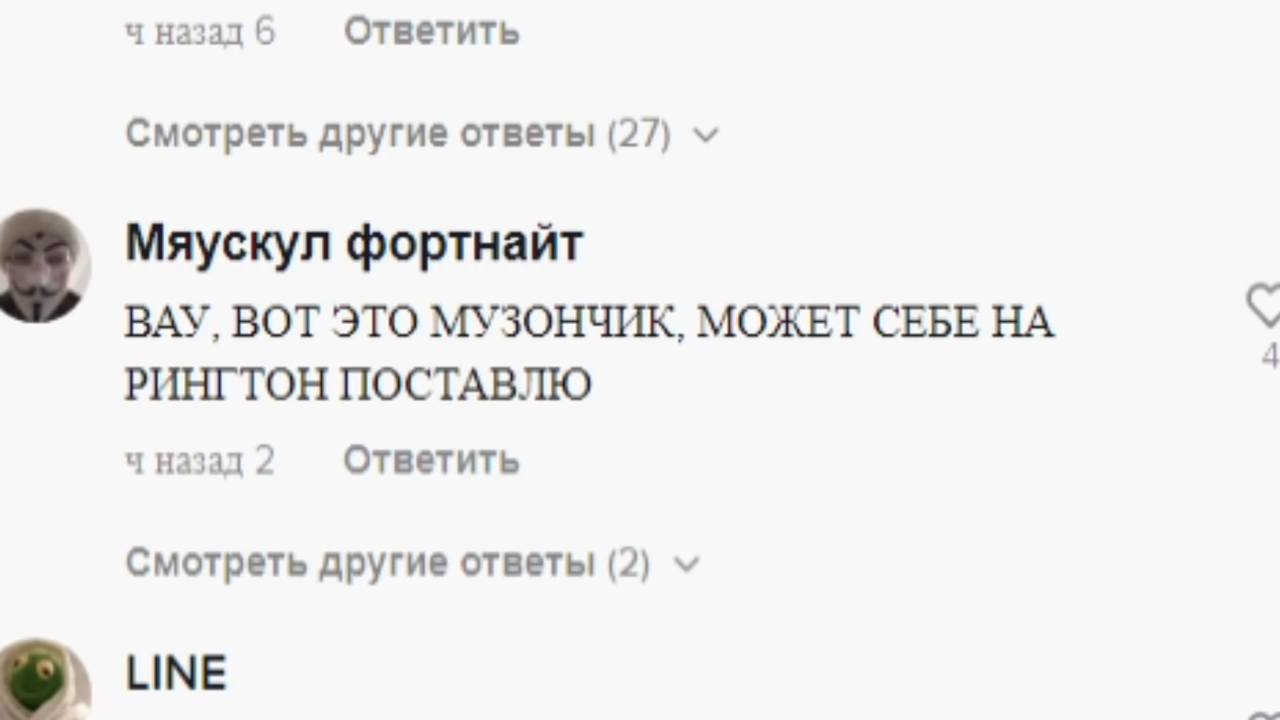 ч назад 6 Ответить
Смотреть другие ответы (27)
Мяускул фортнайт
ВАУ, ВОТ ЭТО МУЗОНЧИК, МОЖЕТ СЕБЕ НА
РИНГТОН ПОСТАВЛЮ
4
ч назад 2 Ответить
Смотреть другие ответы (2)
LINE